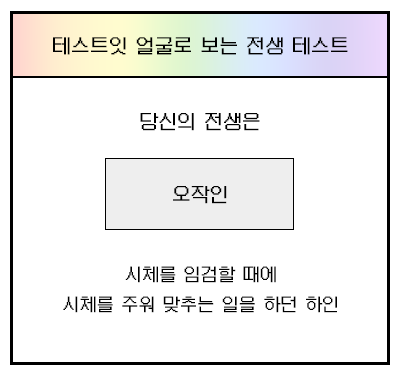 테스트잇 얼굴로 보는 전생 테스트
당신의 전생은
오작인
시체를 임검할 때에
시체를 주워 맞추는 일을 하던 하인